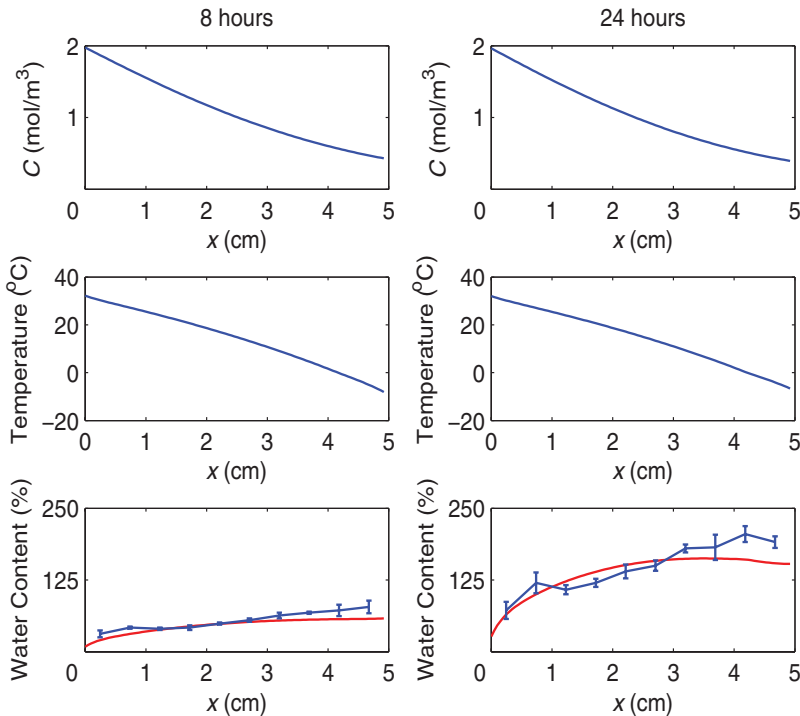 8 hours
24 hours
2
1
C (mol/m³)
0 1 2 3 4 5
x (cm)
2
1
C (mol/m³)
0 1 2 3 4 5
x (cm)
40
20
0
−20
Temperature (⁰C)
0 1 2 3 4 5
x (cm)
40
20
0
−20
Temperature (⁰C)
0 1 2 3 4 5
x (cm)
250
125
Water Content (%)
0 1 2 3 4 5
x (cm)
250
125
Water Content (%)
0 1 2 3 4 5
x (cm)